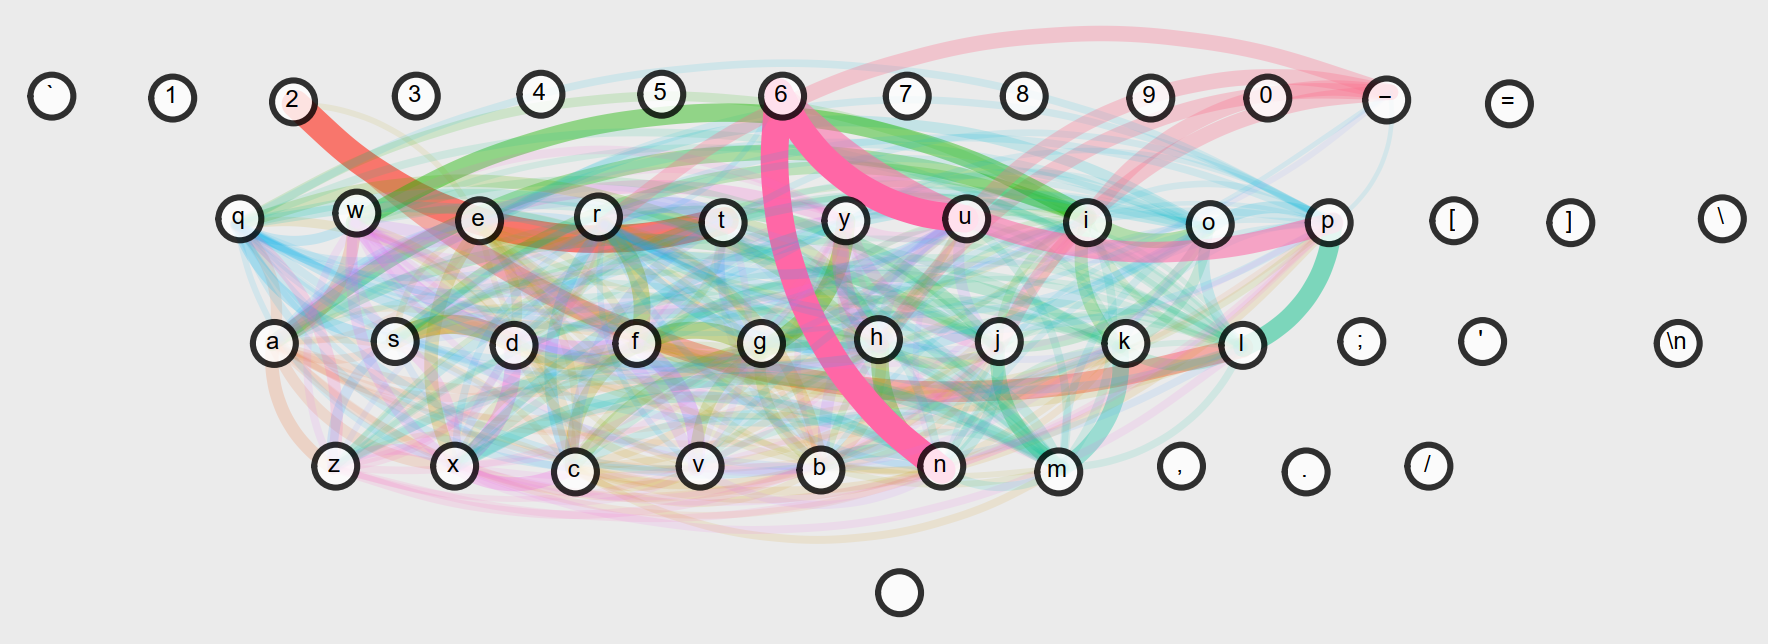 ` 1 2 3 4 5 6 7 8 9 0 − =
q w e r t y u i o p [ ] \
a s d f g h j k l ; ' \n
z x c v b n m , . /